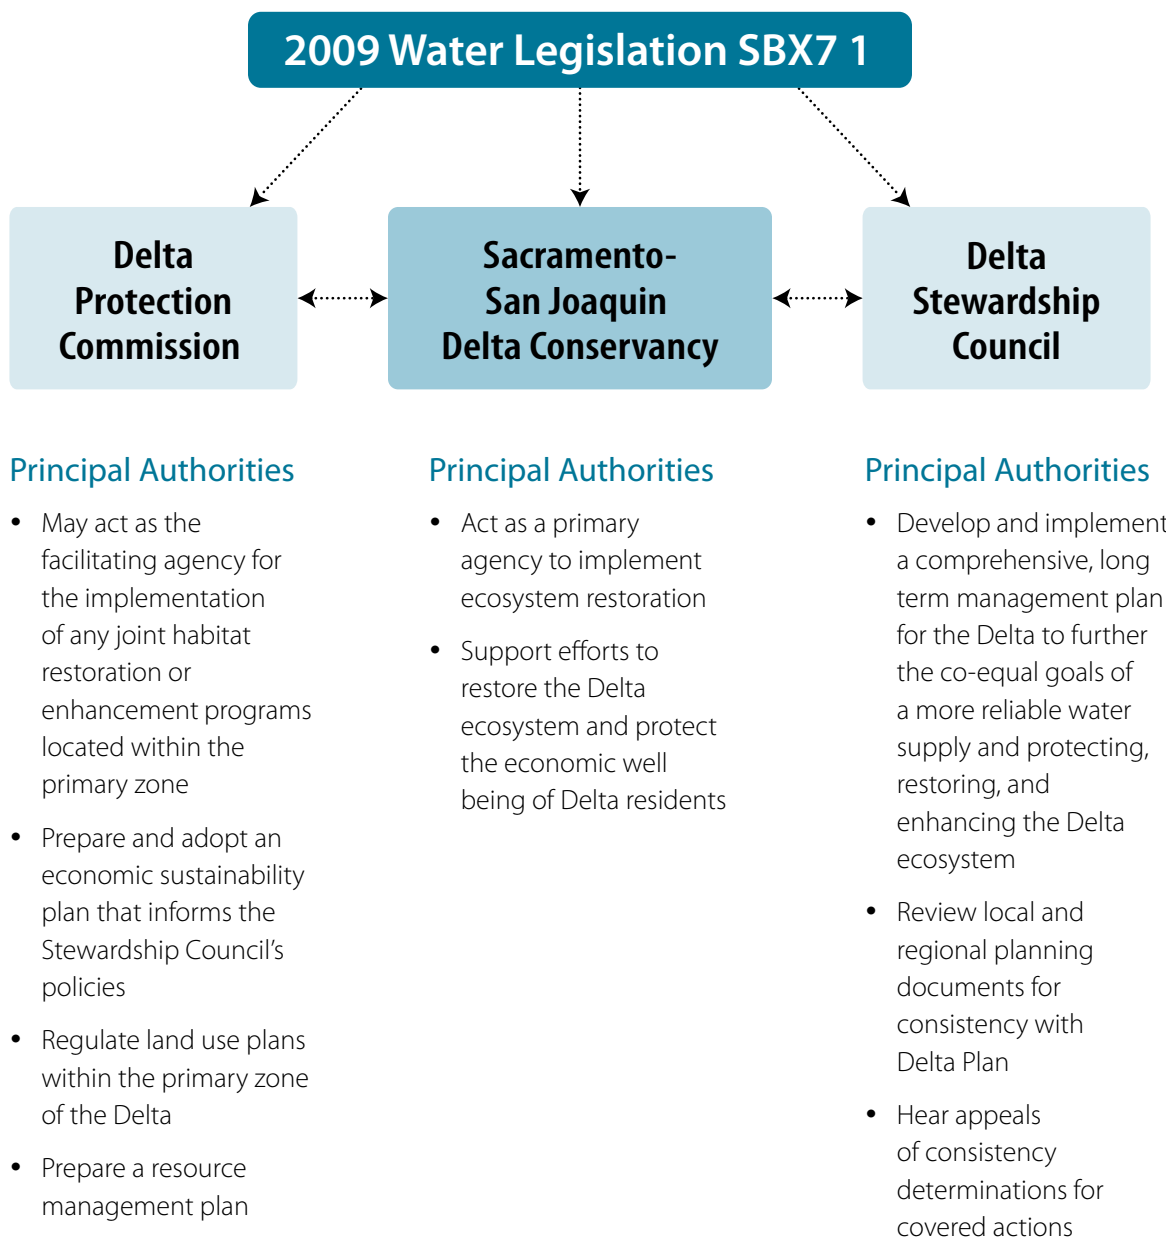 2009 Water Legislation SBX7 1
Delta
Protection
Commission
Sacramento-
San Joaquin
Delta Conservancy
Delta
Stewardship
Council
Principal Authorities
• May act as the
facilitating agency for
the implementation
of any joint habitat
restoration or
enhancement programs
located within the
primary zone
• Prepare and adopt an
economic sustainability
plan that informs the
Stewardship Council’s
policies
• Regulate land use plans
within the primary zone
of the Delta
• Prepare a resource
management plan
Principal Authorities
• Act as a primary
agency to implement
ecosystem restoration
• Support efforts to
restore the Delta
ecosystem and protect
the economic well
being of Delta residents
Principal Authorities
• Develop and implement
a comprehensive, long
term management plan
for the Delta to further
the co-equal goals of
a more reliable water
supply and protecting,
restoring, and
enhancing the Delta
ecosystem
• Review local and
regional planning
documents for
consistency with
Delta Plan
• Hear appeals
of consistency
determinations for
covered actions